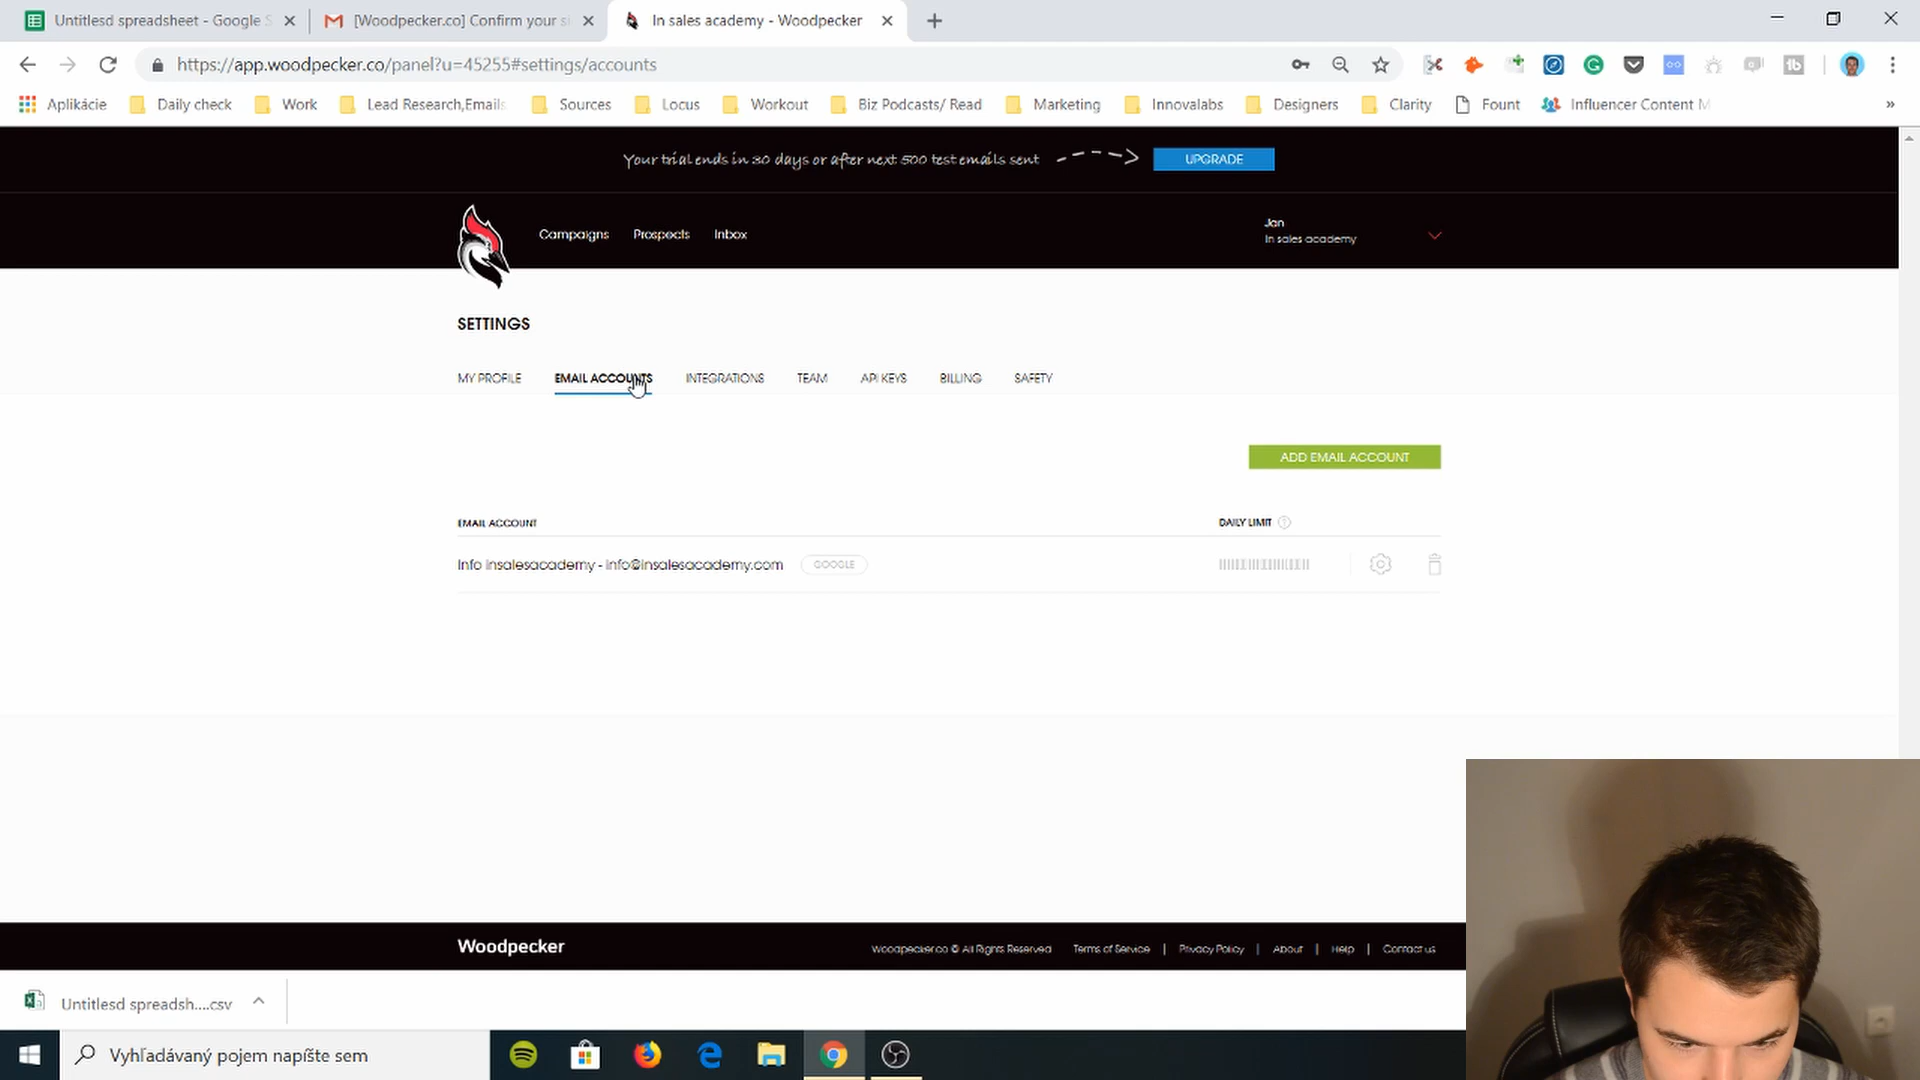 Untitlesd spreadsheet - Google S
[Woodpecker.co] Confirm your si
In sales academy - Woodpecker
https://app.woodpecker.co/panel?u=45255#settings/accounts
Aplikácie
Daily check
Work
Lead Research,Emails
Sources
Locus
Workout
Biz Podcasts/ Read
Marketing
Innovalabs
Designers
Clarity
Fount
Influencer Content M
»
Your trial ends in 30 days or after next 500 test emails sent
UPGRADE
Campaigns
Prospects
Inbox
Jan
In sales academy
SETTINGS
MY PROFILE
EMAIL ACCOUNTS
INTEGRATIONS
TEAM
API KEYS
BILLING
SAFETY
ADD EMAIL ACCOUNT
EMAIL ACCOUNT
DAILY LIMIT ?
Info insalesacademy - info@insalesacademy.com
GOOGLE
Woodpecker
Woodpecker.co © All Rights Reserved
Terms of Service | Privacy Policy | About | Help | Contact us
Untitlesd spreadsh....csv
Vyhľadávaný pojem napíšte sem